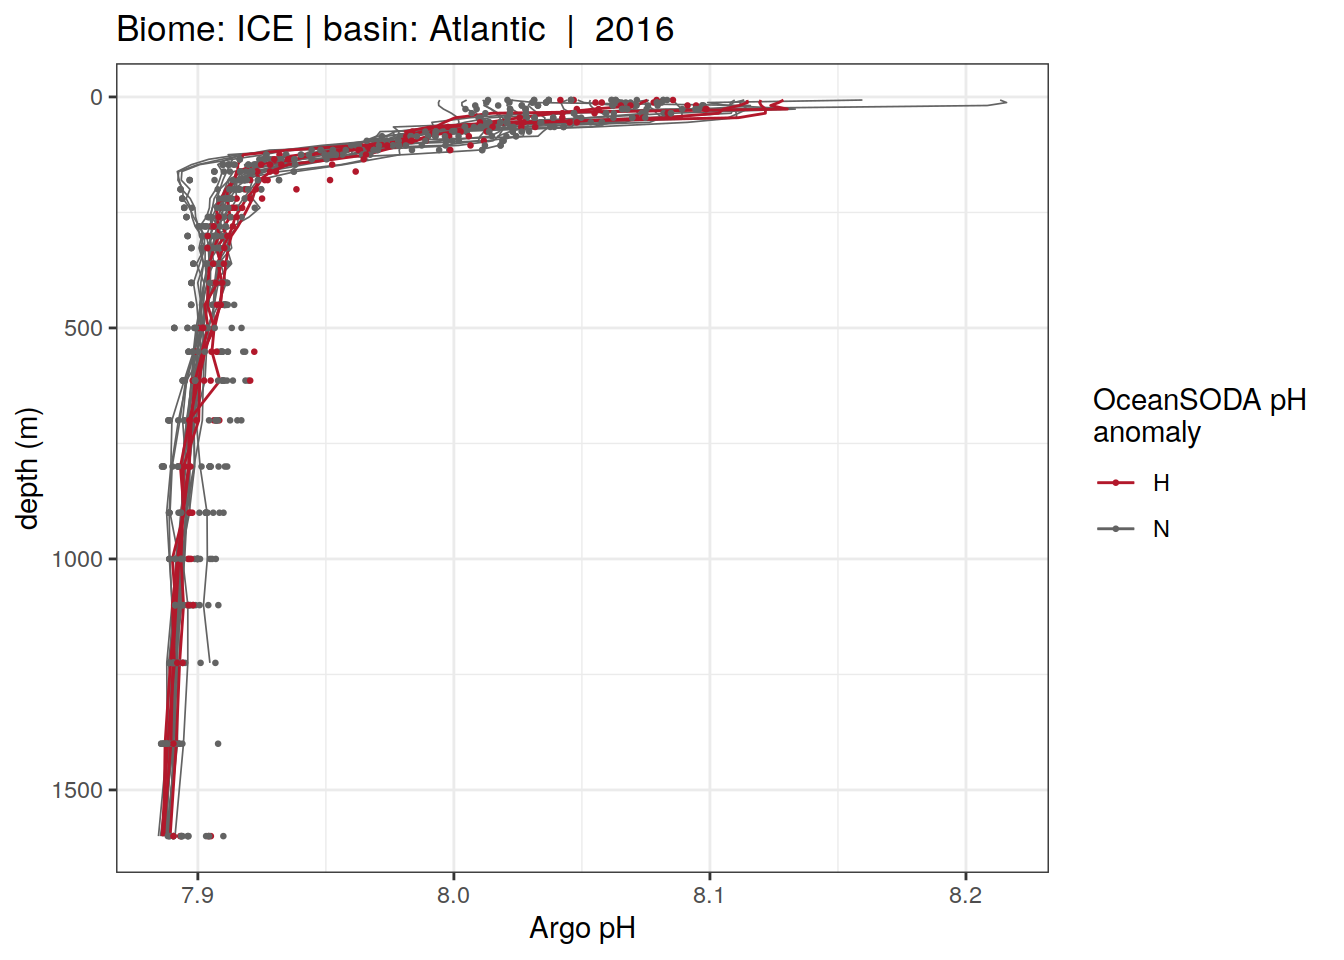 Biome: ICE | basin: Atlantic  |  2016
0
500
1000
1500
depth (m)
7.9
8.0
8.1
8.2
Argo pH
OceanSODA pH
anomaly
H
N